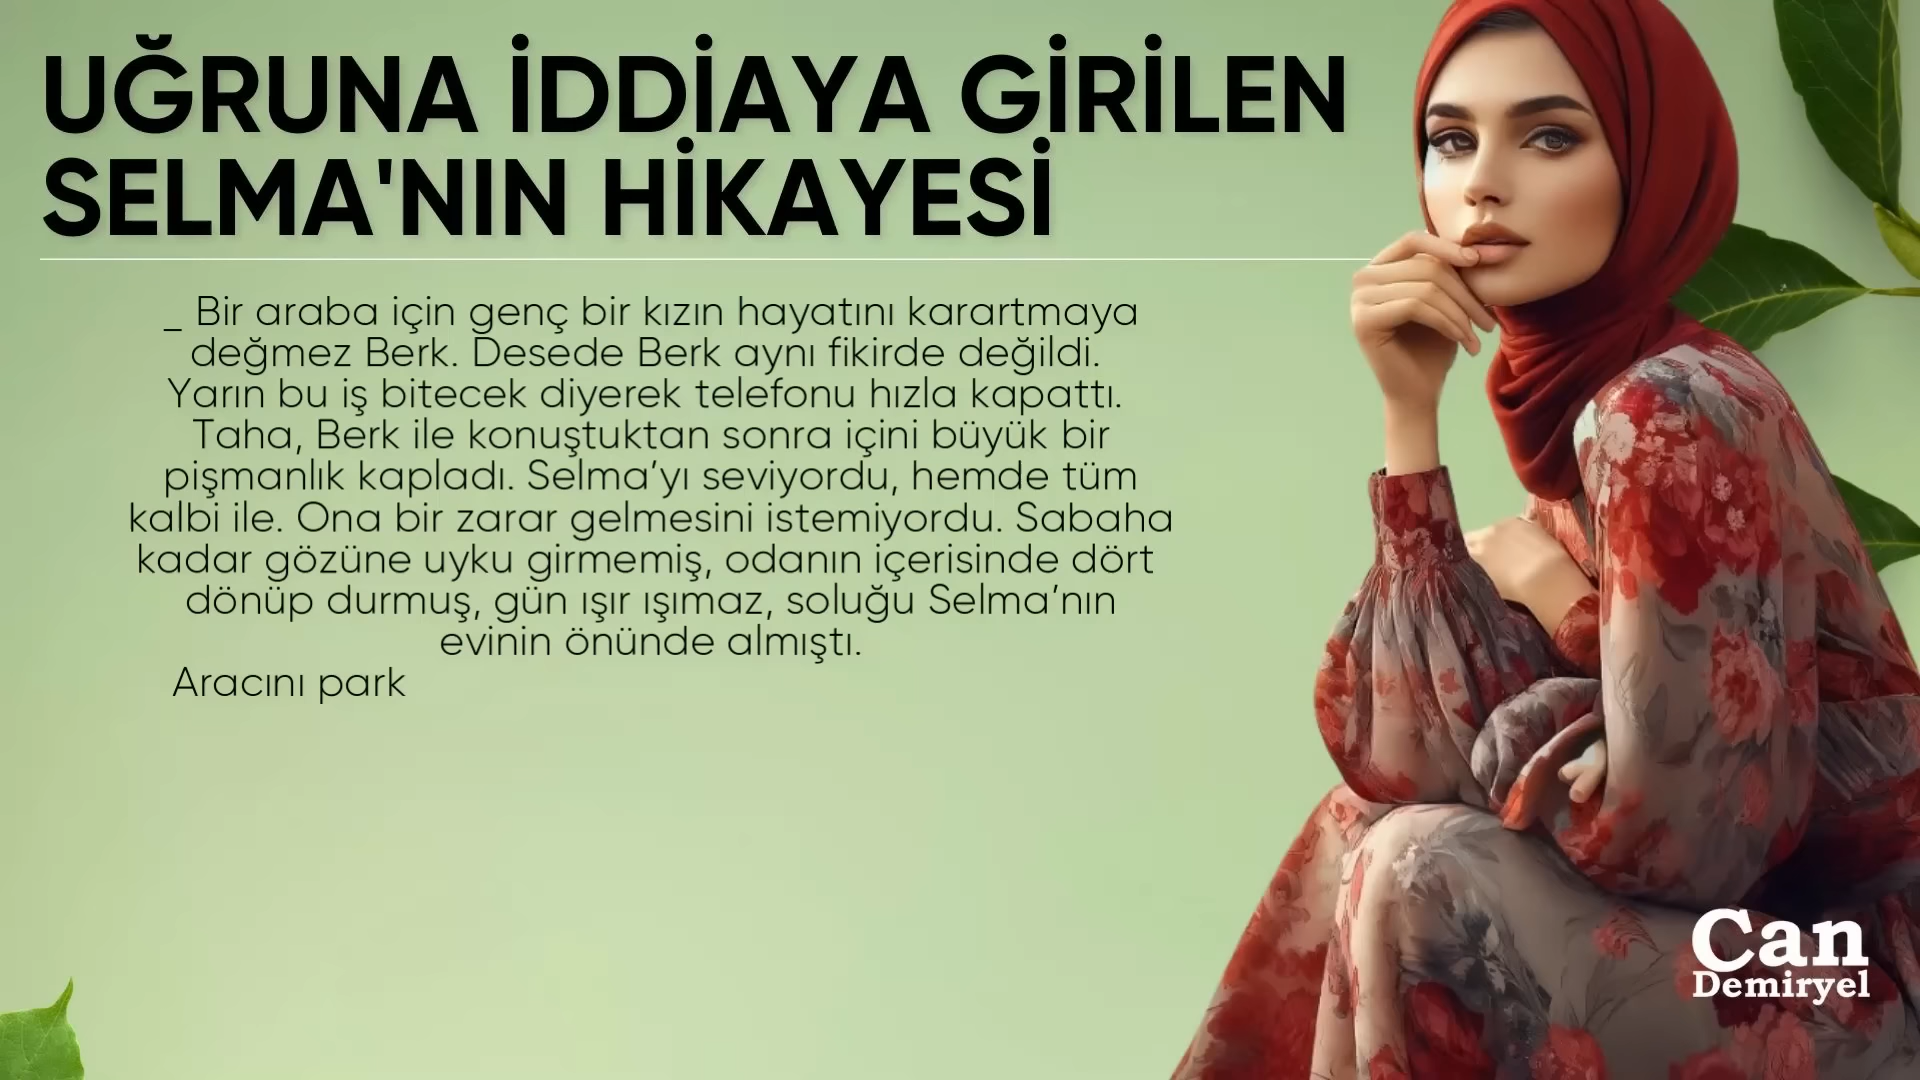 UĞRUNA İDDİAYA GİRİLEN
SELMA'NIN HİKAYESİ
_ Bir araba için genç bir kızın hayatını karartmaya
değmez Berk. Desede Berk aynı fikirde değildi.
Yarın bu iş bitecek diyerek telefonu hızla kapattı.
Taha, Berk ile konuştuktan sonra içini büyük bir
pişmanlık kapladı. Selma’yı seviyordu, hemde tüm
kalbi ile. Ona bir zarar gelmesini istemiyordu. Sabaha
kadar gözüne uyku girmemiş, odanın içerisinde dört
dönüp durmuş, gün ışır ışımaz, soluğu Selma’nın
evinin önünde almıştı.
Aracını park
Can
Demiryel